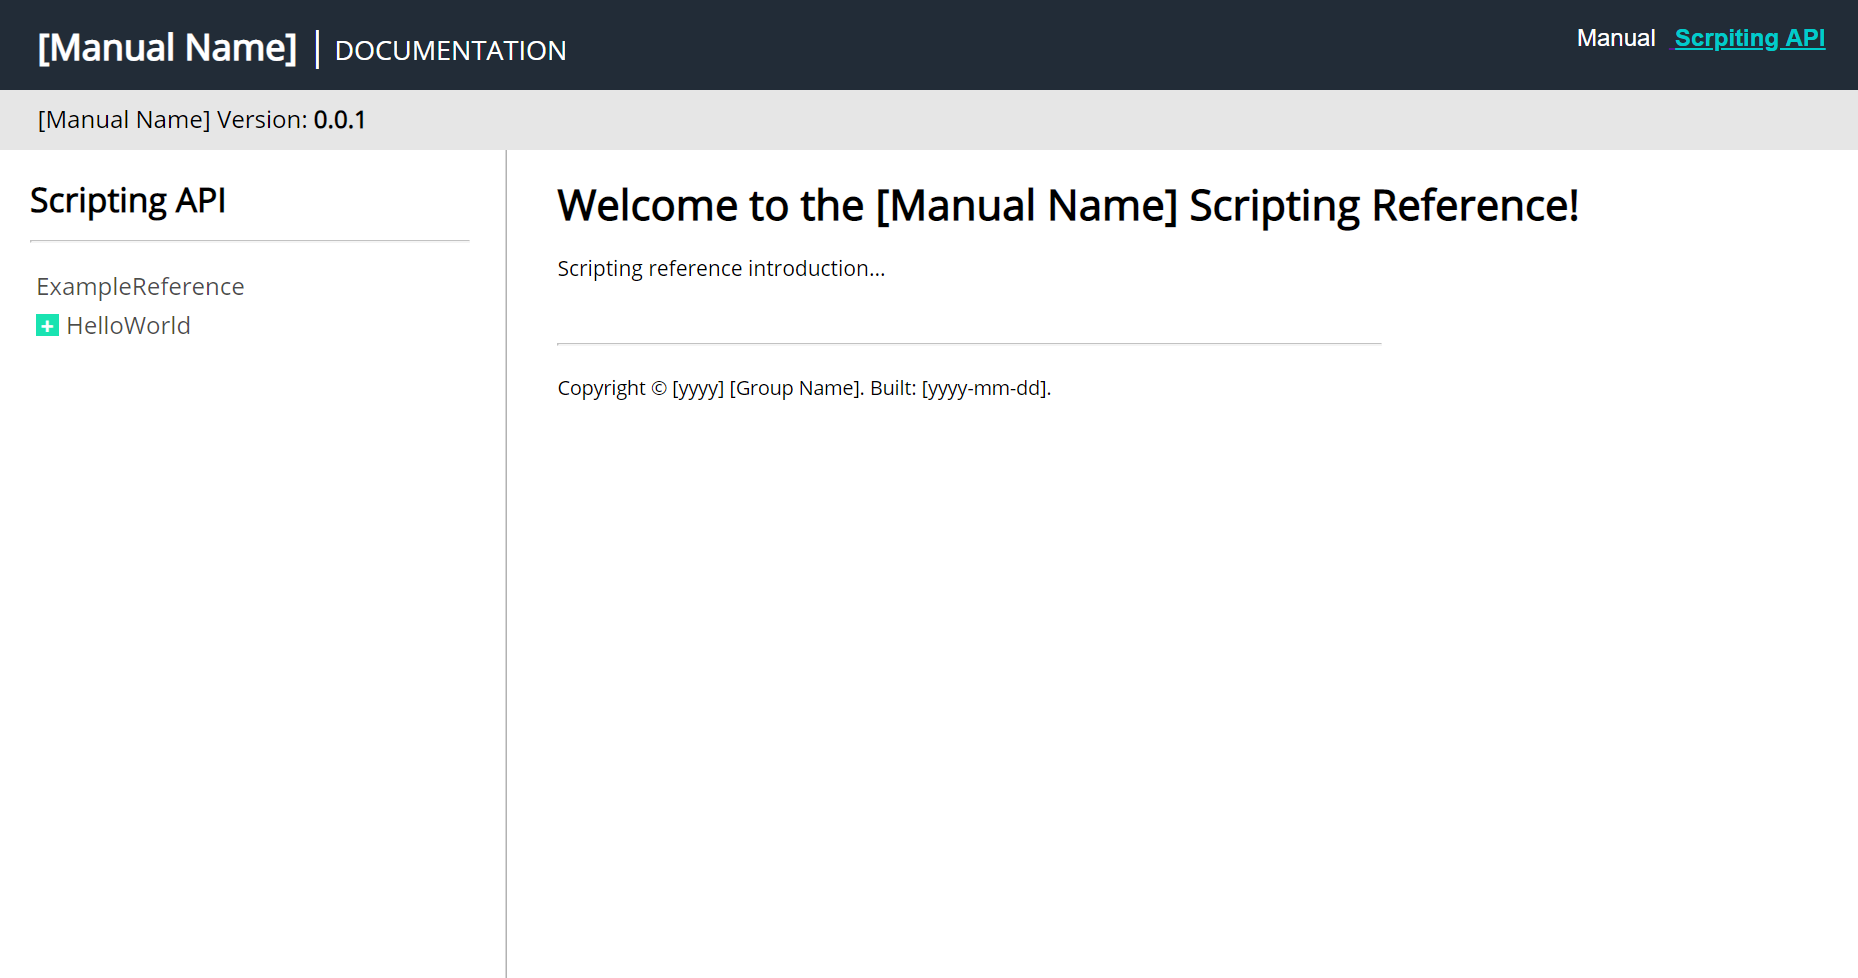 [Manual Name] DOCUMENTATION
Manual Scrpiting API
[Manual Name] Version: 0.0.1
Scripting API
ExampleReference
HelloWorld
Welcome to the [Manual Name] Scripting Reference!
Scripting reference introduction...
Copyright © [yyyy] [Group Name]. Built: [yyyy-mm-dd].